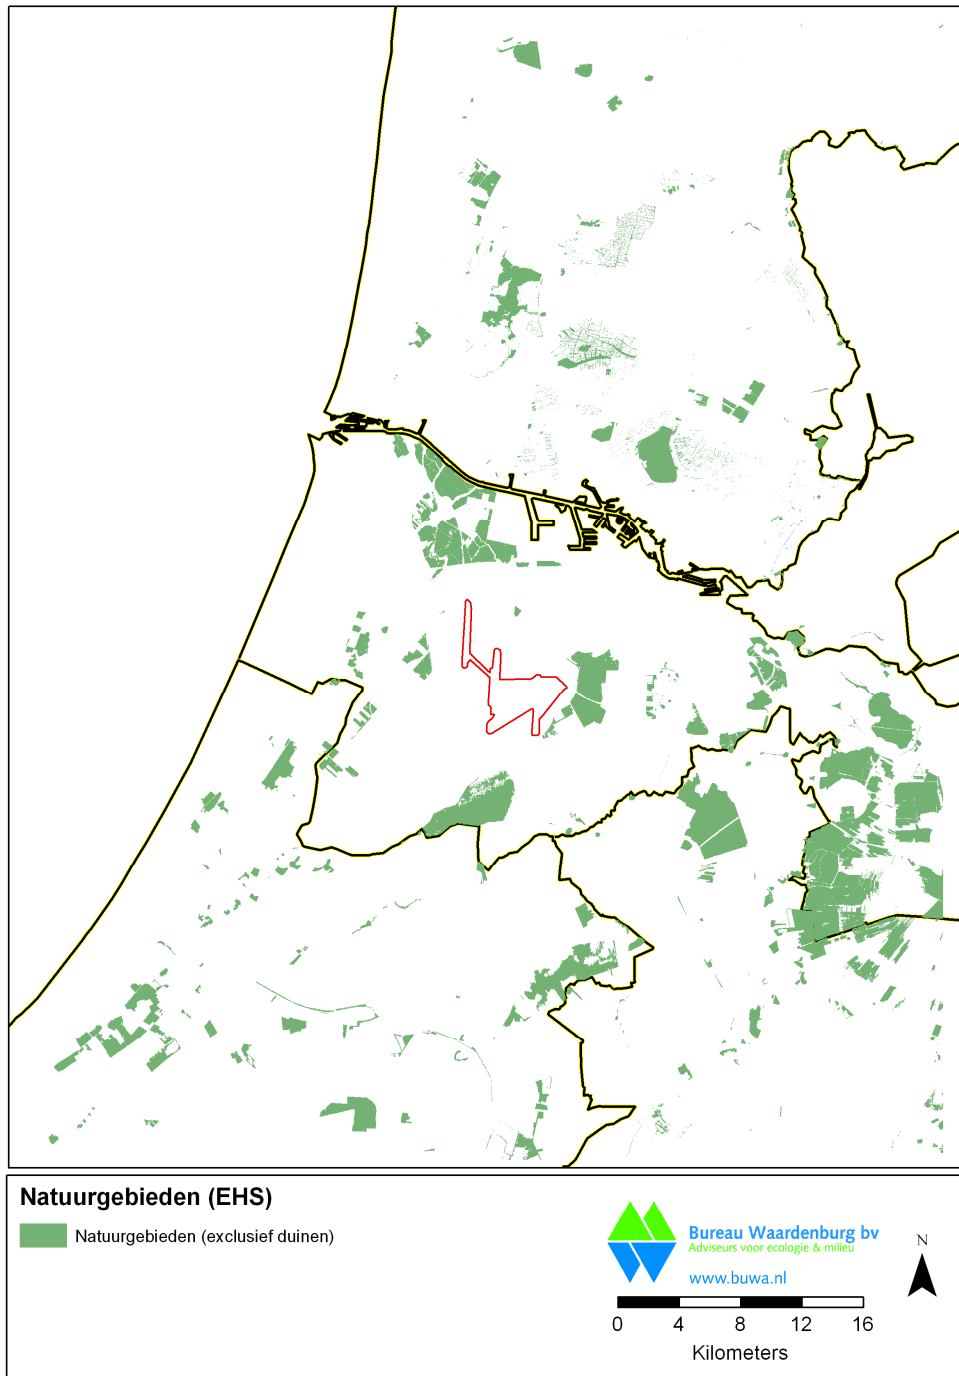 Natuurgebieden (EHS)
Natuurgebieden (exclusief duinen)
Bureau Waardenburg bv
Adviseurs voor ecologie & milieu
www.buwa.nl
N
0 4 8 12 16
Kilometers